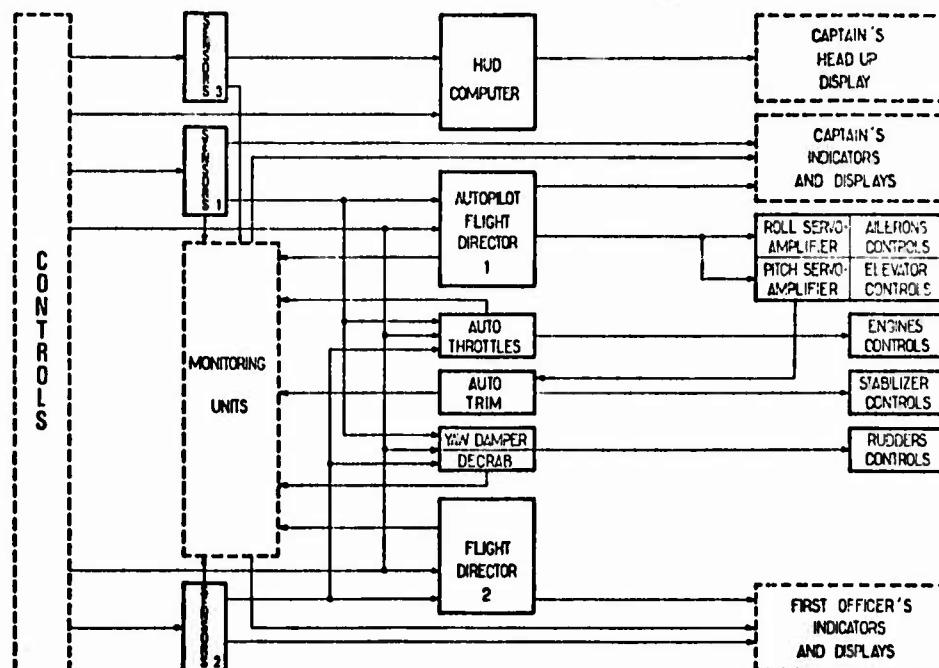 CONTROLS
SENSORS 3
HUD
COMPUTER
CAPTAIN'S
HEAD UP
DISPLAY
SENSORS 1
CAPTAIN'S
INDICATORS
AND DISPLAYS
AUTOPILOT
FLIGHT
DIRECTOR
1
ROLL SERVO-
AMPLIFIER
AILERONS
CONTROLS
PITCH SERVO-
AMPLIFIER
ELEVATOR
CONTROLS
MONITORING
UNITS
AUTO
THROTTLES
ENGINES
CONTROLS
AUTO
TRIM
STABILIZER
CONTROLS
YAW DAMPER
DECRAB
RUDDERS
CONTROLS
FLIGHT
DIRECTOR
2
SENSORS 2
FIRST OFFICER'S
INDICATORS
AND DISPLAYS